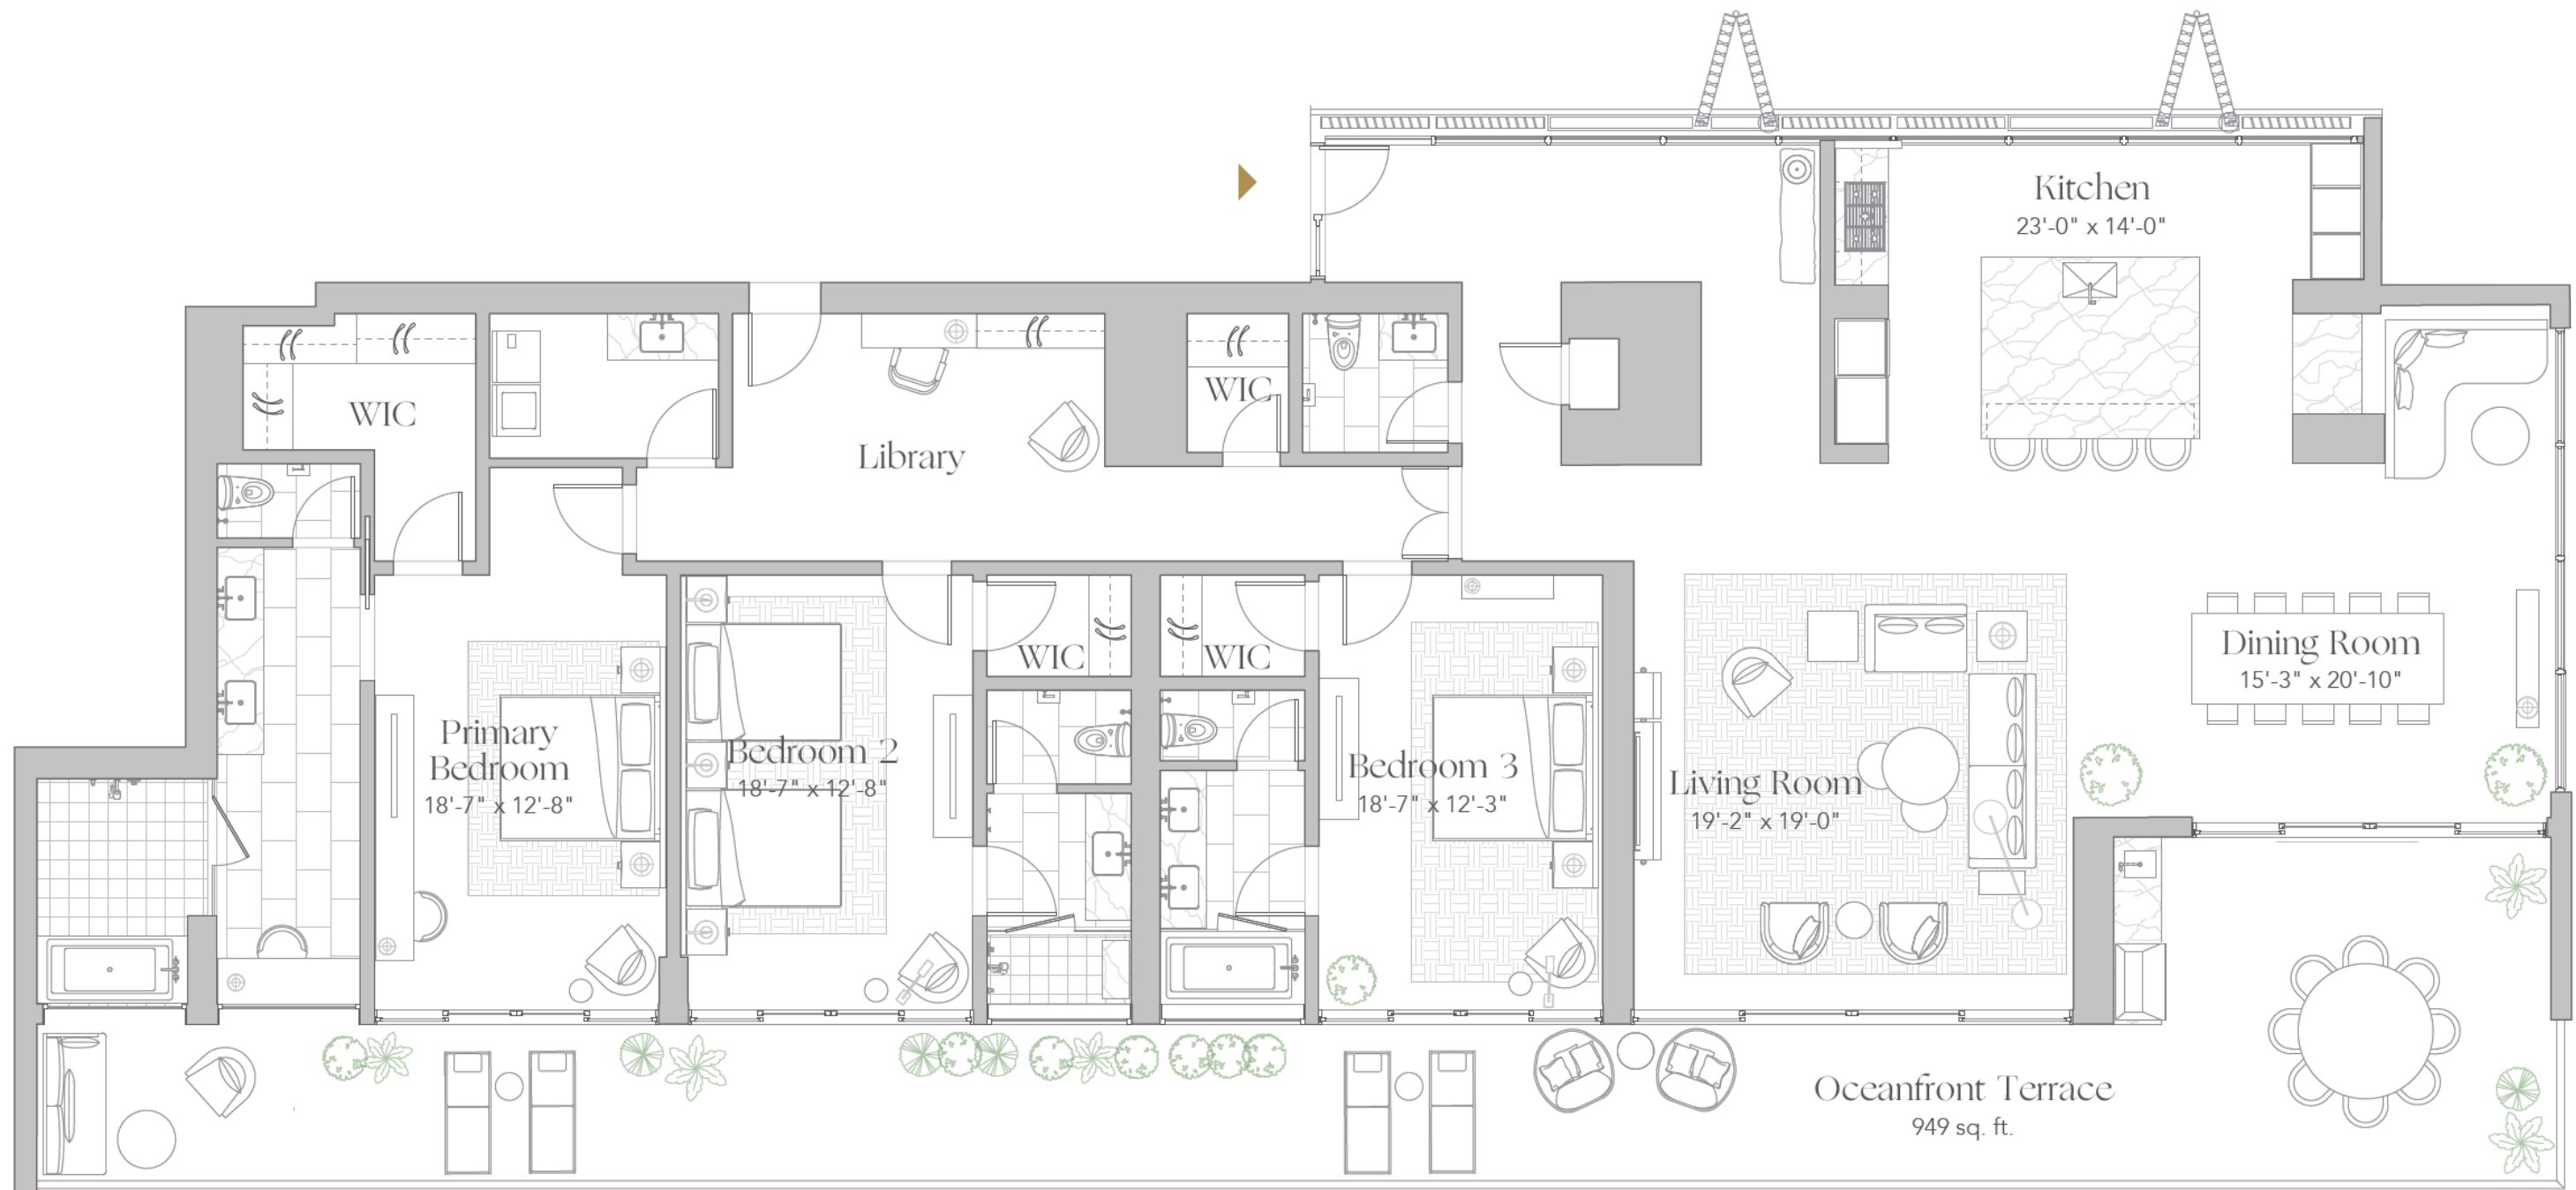 Kitchen
23'-0" x 14'-0"
WIC
WIC
Library
WIC
WIC
Dining Room
15'-3" x 20'-10"
Primary
Bedroom
18'-7" x 12'-8"
Bedroom 2
18'-7" x 12'-8"
Bedroom 3
18'-7" x 12'-3"
Living Room
19'-2" x 19'-0"
Oceanfront Terrace
949 sq. ft.